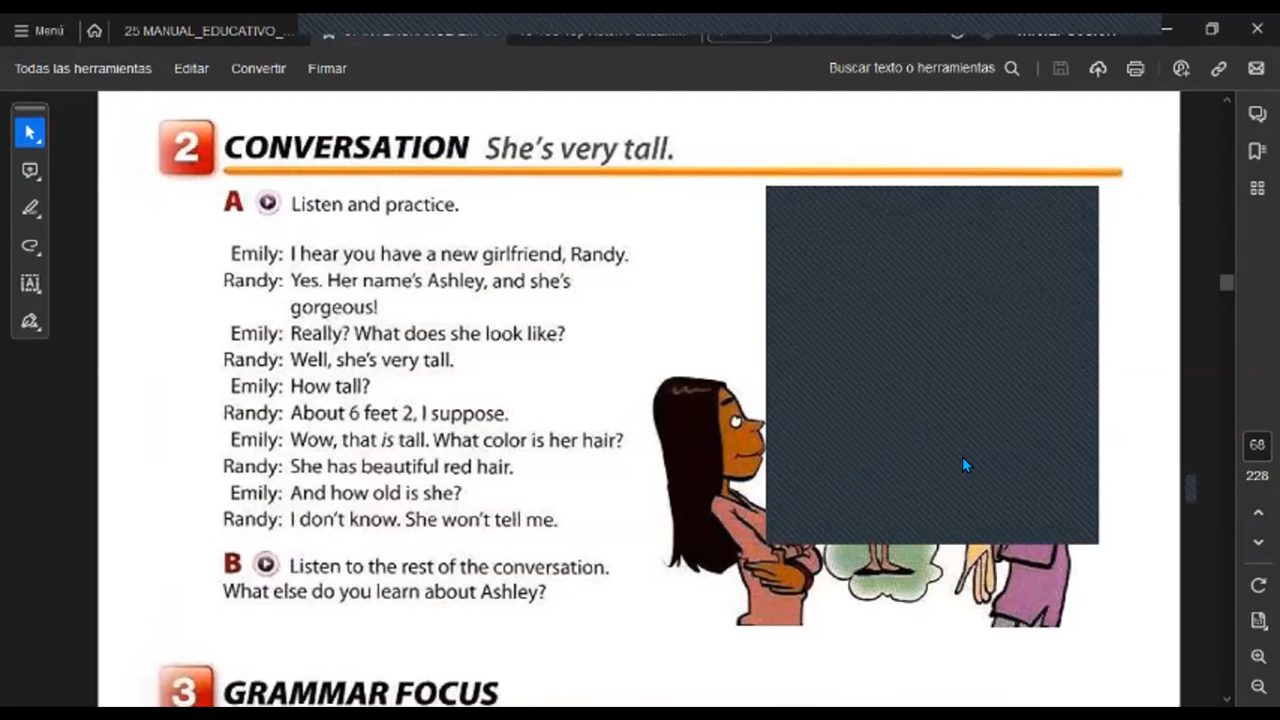 Menú
25 MANUAL_EDUCATIVO_...
Todas las herramientas
Editar
Convertir
Firmar
Buscar texto o herramientas
2 CONVERSATION She's very tall.
A Listen and practice.
Emily: I hear you have a new girlfriend, Randy.
Randy: Yes. Her name's Ashley, and she's
gorgeous!
Emily: Really? What does she look like?
Randy: Well, she's very tall.
Emily: How tall?
Randy: About 6 feet 2, I suppose.
Emily: Wow, that is tall. What color is her hair?
Randy: She has beautiful red hair.
Emily: And how old is she?
Randy: I don't know. She won't tell me.
B Listen to the rest of the conversation.
What else do you learn about Ashley?
3 GRAMMAR FOCUS
68
228